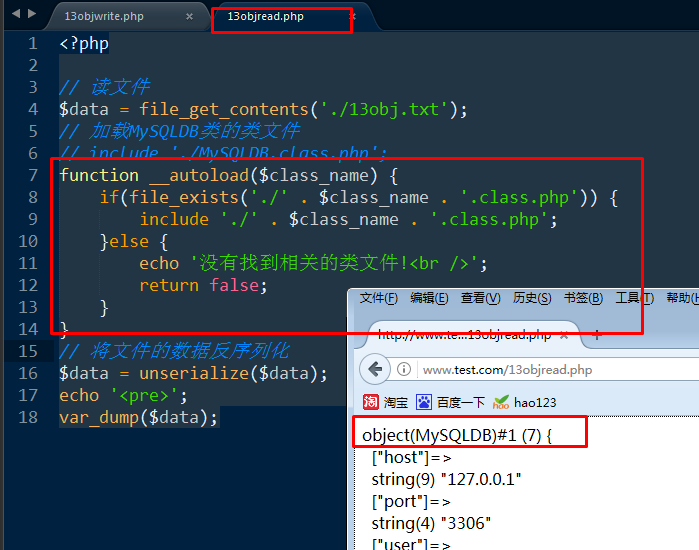 13objwrite.php × 13objread.php ×
1 <?php
2
3 // 读文件
4 $data = file_get_contents('./13obj.txt');
5 // 加载MySQLDB类的类文件
6 // include './MySQLDB.class.php';
7 function __autoload($class_name) {
8 if(file_exists('./' . $class_name . '.class.php')) {
9 include './' . $class_name . '.class.php';
10 }else {
11 echo '没有找到相关的类文件!<br />';
12 return false;
13 }
14 }
15 // 将文件的数据反序列化
16 $data = unserialize($data);
17 echo '<pre>';
18 var_dump($data);
文件(F) 编辑(E) 查看(V) 历史(S) 书签(B) 工具(T) 帮助(H
http://www.te...13objread.php × +
www.test.com/13objread.php
淘 淘宝 百度一下 hao hao123
object(MySQLDB)#1 (7) {
["host"]=>
string(9) "127.0.0.1"
["port"]=>
string(4) "3306"
["user"]=>